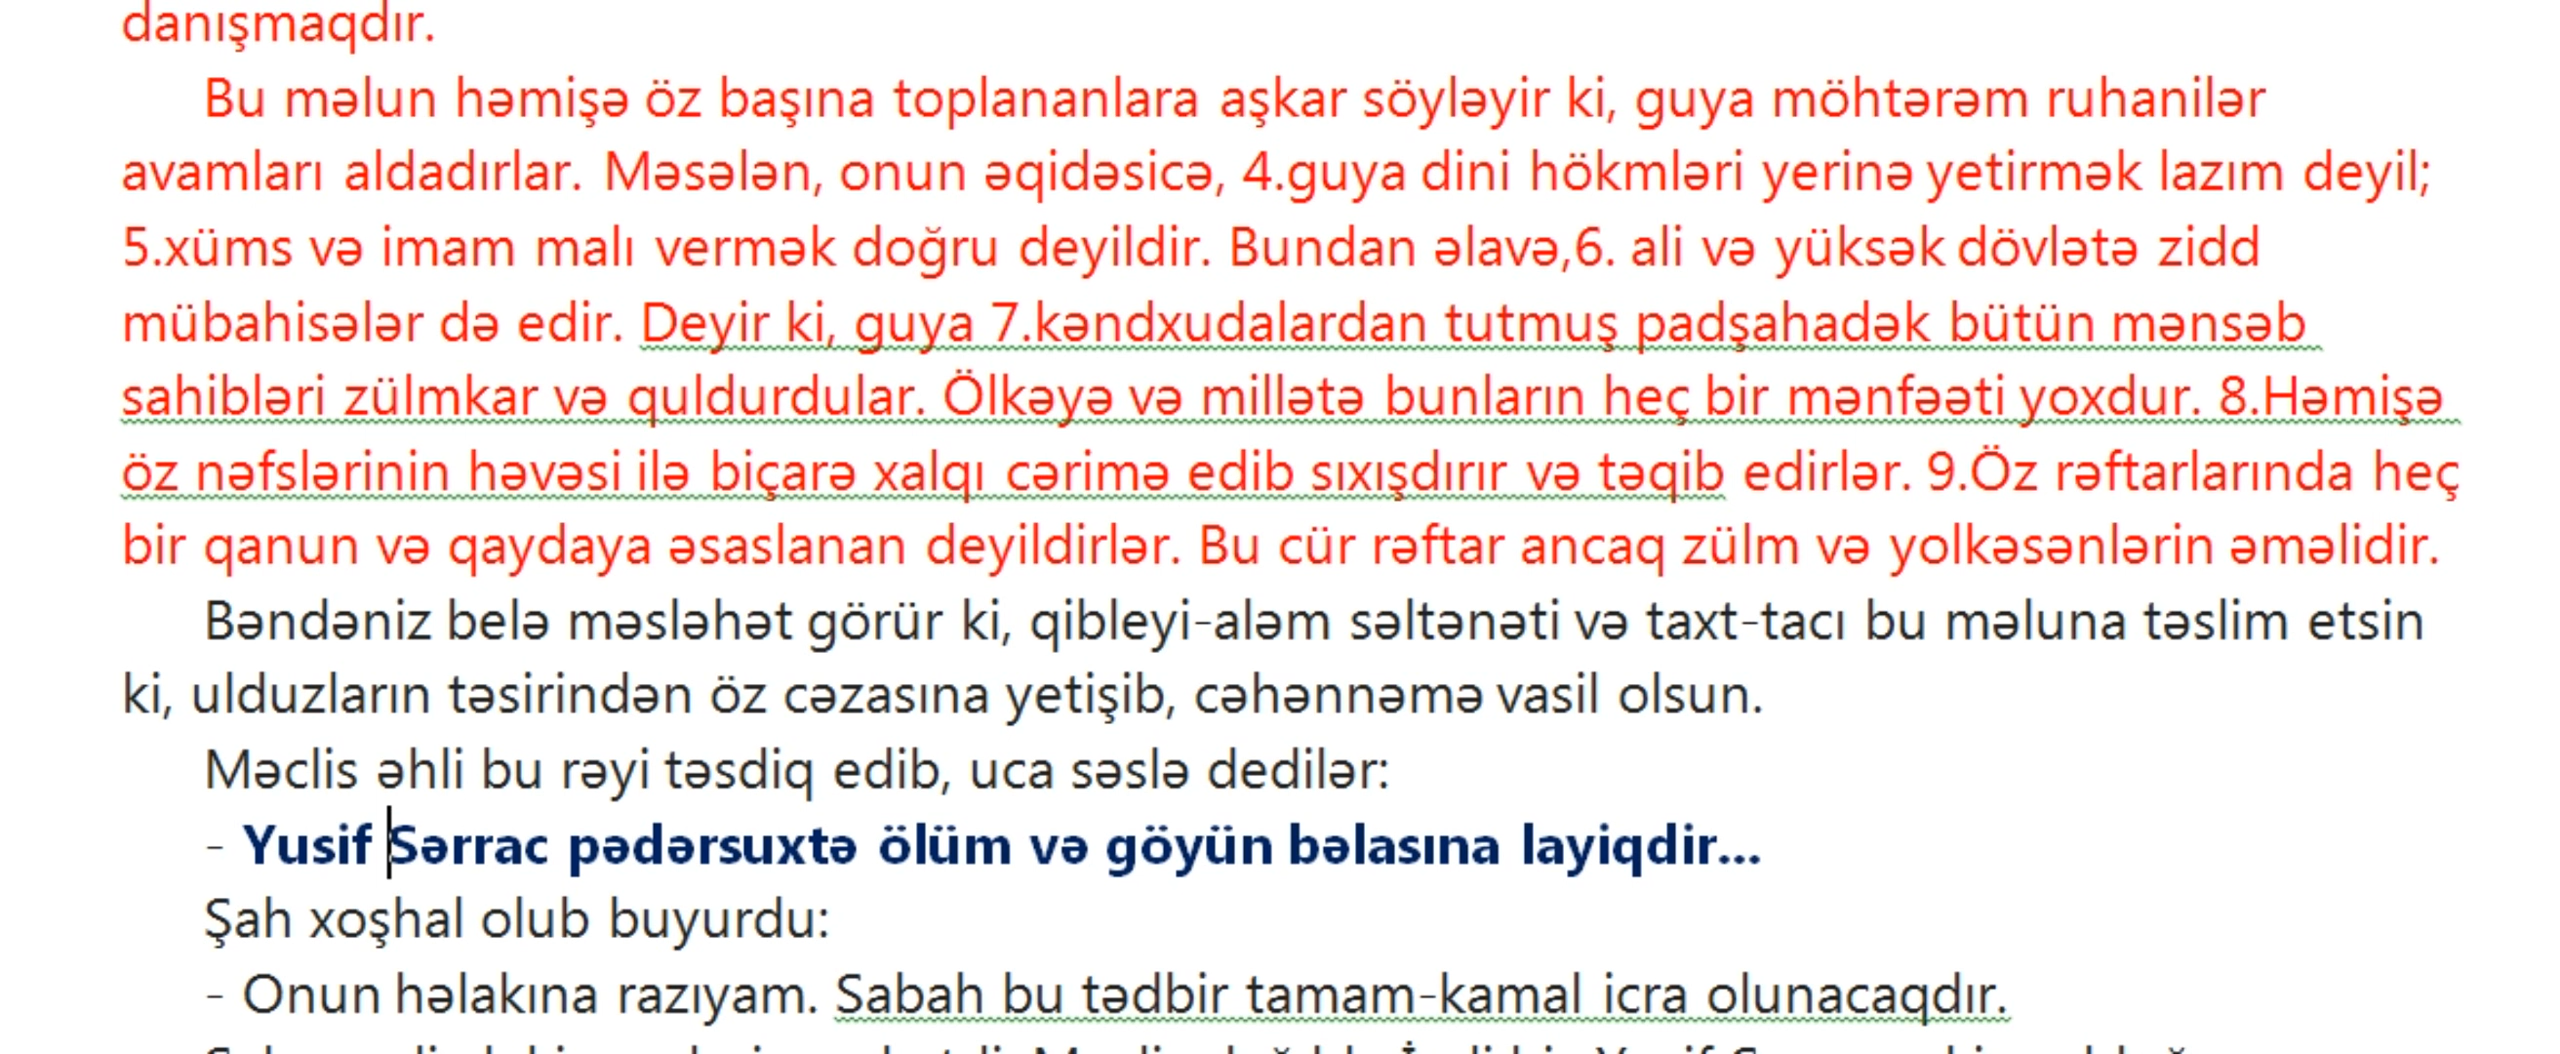 danışmaqdır.
Bu məlun həmişə öz başına toplananlara aşkar söyləyir ki, guya möhtərəm ruhanilər
avamları aldadırlar. Məsələn, onun əqidəsicə, 4.guya dini hökmləri yerinə yetirmək lazım deyil;
5.xüms və imam malı vermək doğru deyildir. Bundan əlavə,6. ali və yüksək dövlətə zidd
mübahisələr də edir. Deyir ki, guya 7.kəndxudalardan tutmuş padşahadək bütün mənsəb
sahibləri zülmkar və quldurdular. Ölkəyə və millətə bunların heç bir mənfəəti yoxdur. 8.Həmişə
öz nəfslərinin həvəsi ilə biçarə xalqı cərimə edib sıxışdırır və təqib edirlər. 9.Öz rəftarlarında heç
bir qanun və qaydaya əsaslanan deyildirlər. Bu cür rəftar ancaq zülm və yolkəsənlərin əməlidir.
Bəndəniz belə məsləhət görür ki, qibleyi-aləm səltənəti və taxt-tacı bu məluna təslim etsin
ki, ulduzların təsirindən öz cəzasına yetişib, cəhənnəmə vasil olsun.
Məclis əhli bu rəyi təsdiq edib, uca səslə dedilər:
- Yusif Sərrac pədərsuxtə ölüm və göyün bəlasına layiqdir...
Şah xoşhal olub buyurdu:
- Onun həlakına razıyam. Sabah bu tədbir tamam-kamal icra olunacaqdır.